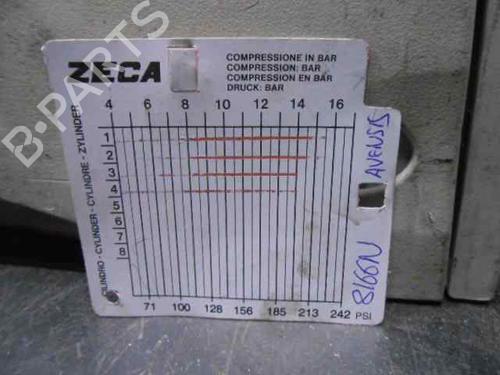 ZECA
COMPRESSIONE IN BAR
COMPRESSION: BAR
COMPRESSION EN BAR
DRUCK: BAR
4 6 8 10 12 14 16
CILINDRO - CYLINDER - CYLINDRE - ZYLINDER
1
2
3
4
5
6
7
8
71 100 128 156 185 213 242 PSI
AVENSIS
8166N
B-PARTS